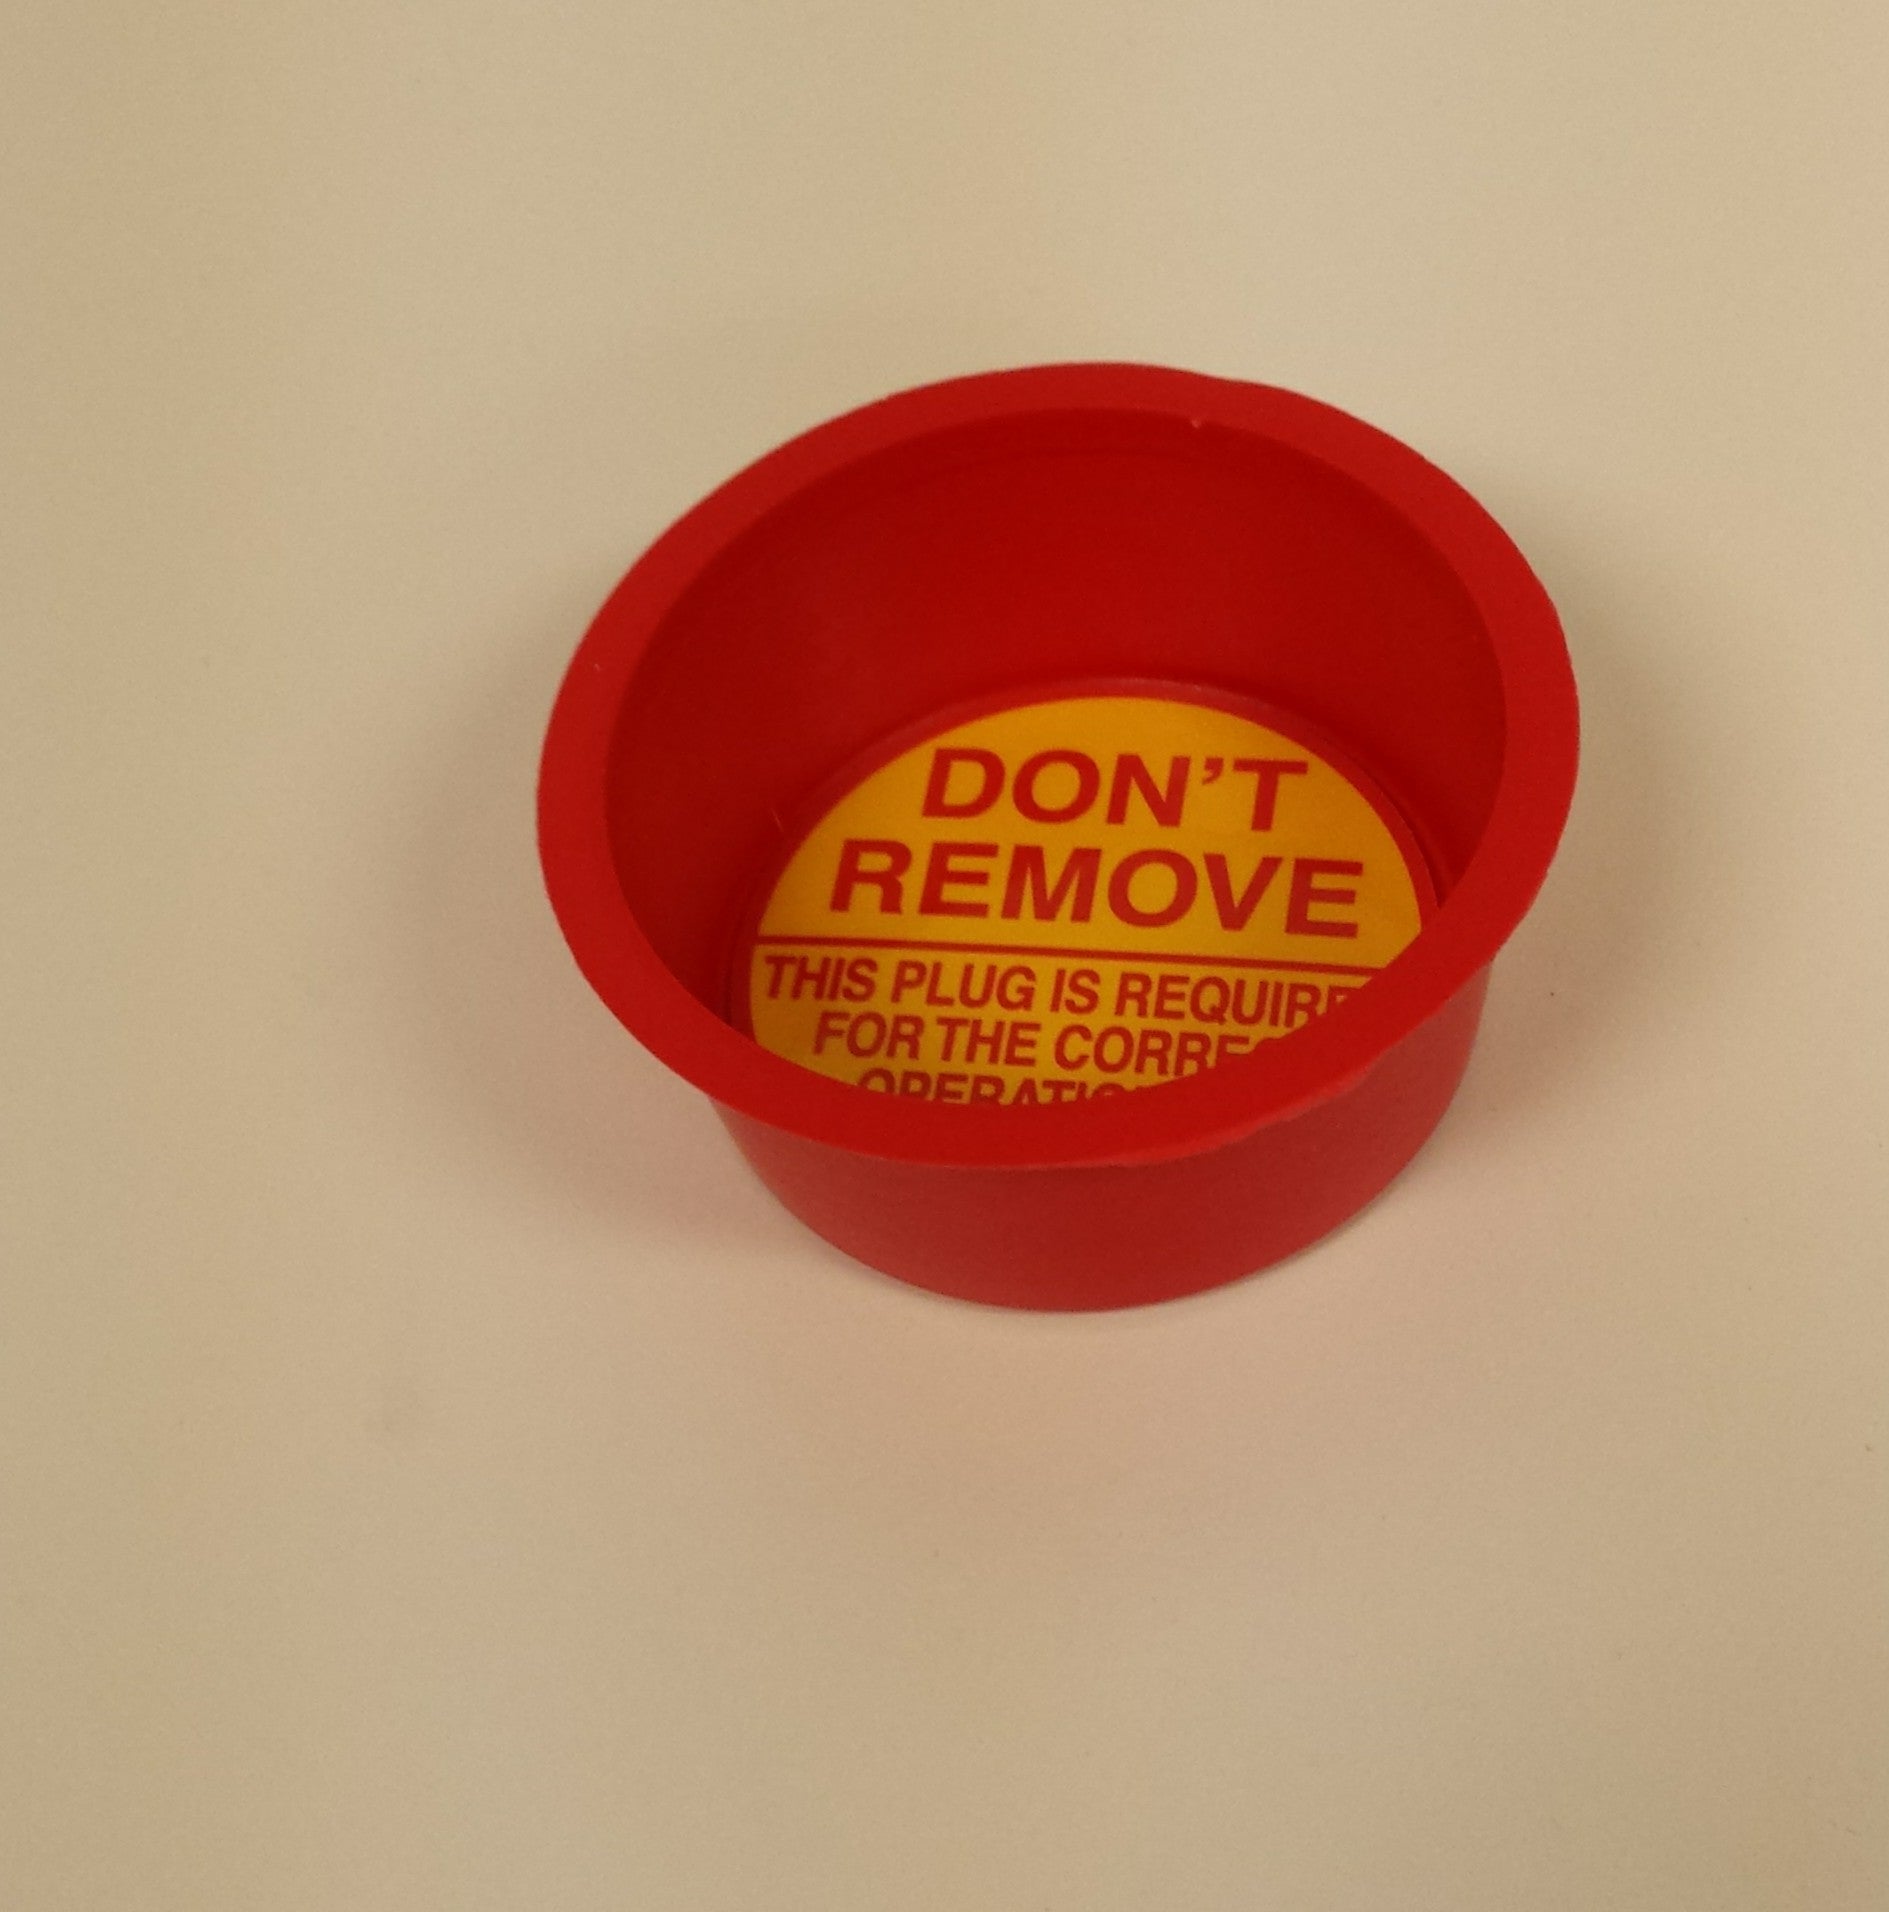 DON'T
REMOVE
THIS PLUG IS
FOR THE